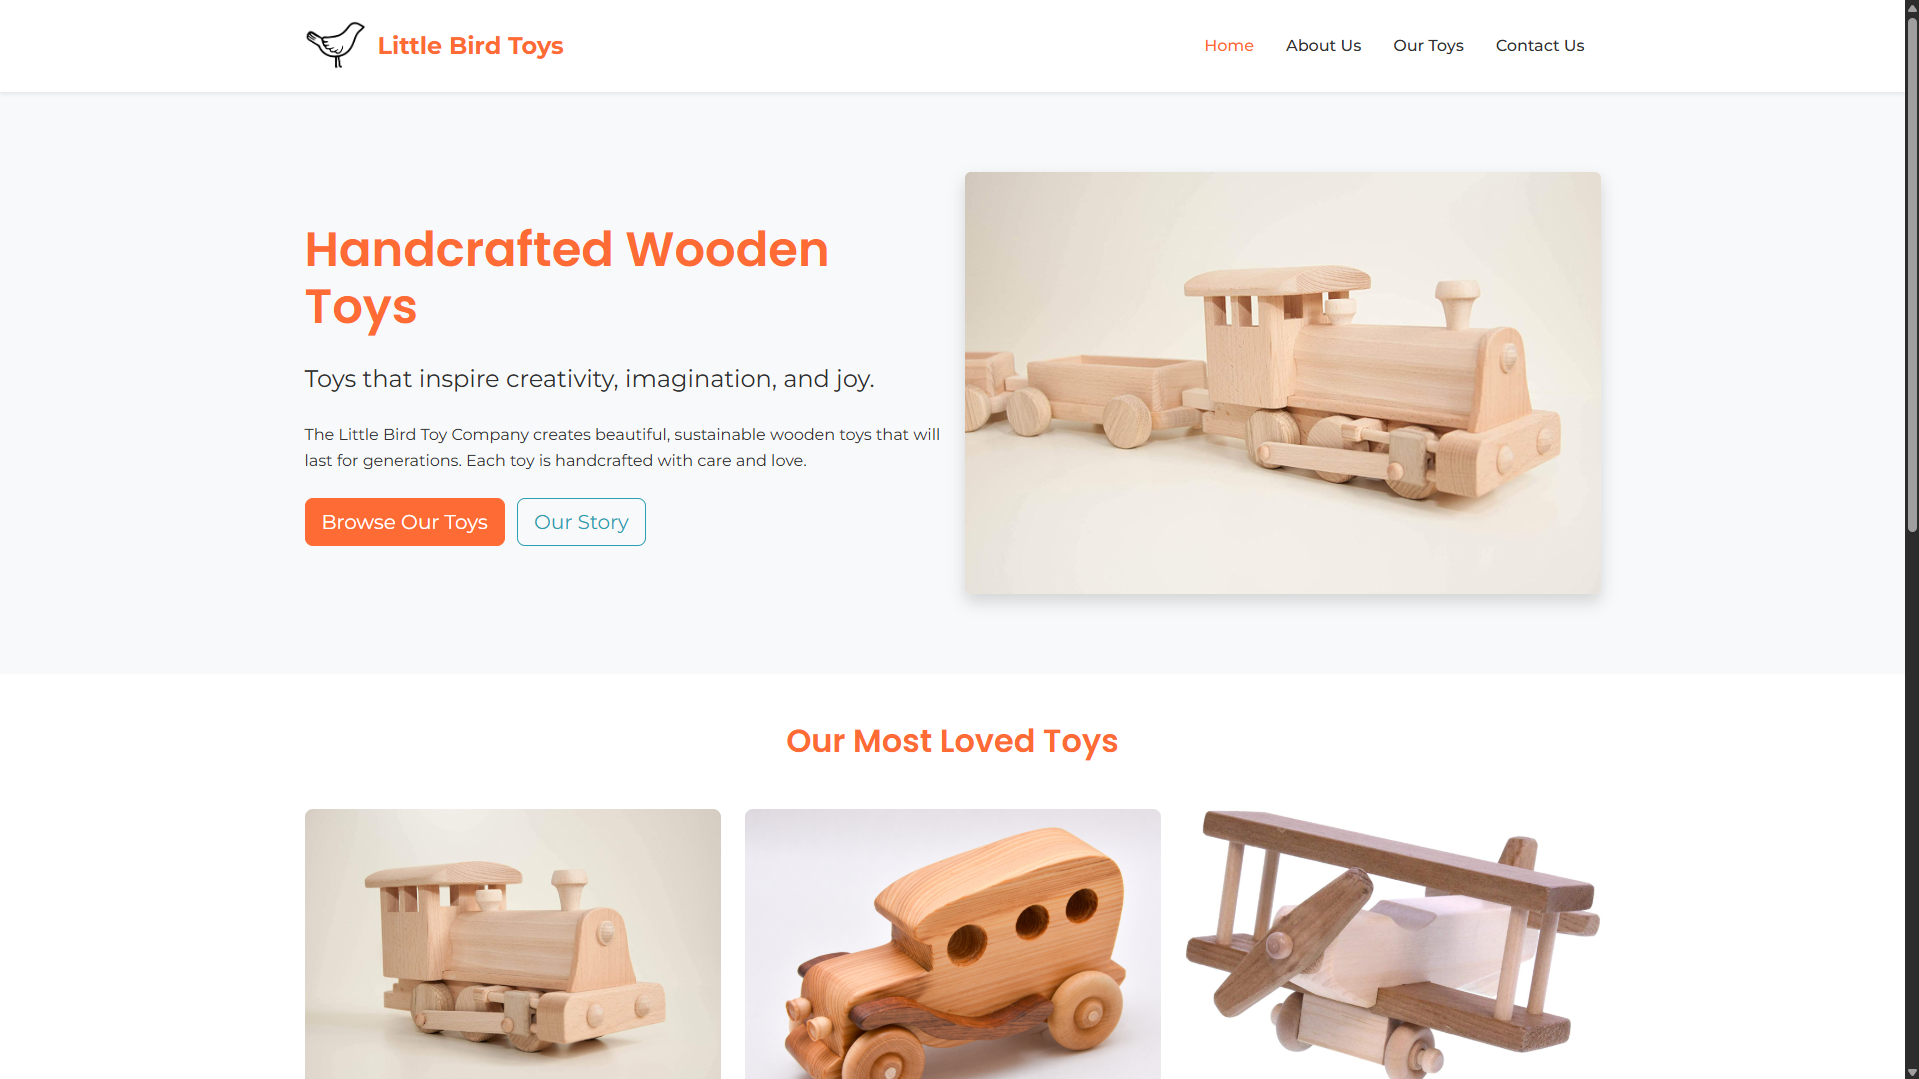 Little Bird Toys
Home
About Us
Our Toys
Contact Us
Handcrafted Wooden
Toys
Toys that inspire creativity, imagination, and joy.
The Little Bird Toy Company creates beautiful, sustainable wooden toys that will
last for generations. Each toy is handcrafted with care and love.
Browse Our Toys
Our Story
Our Most Loved Toys